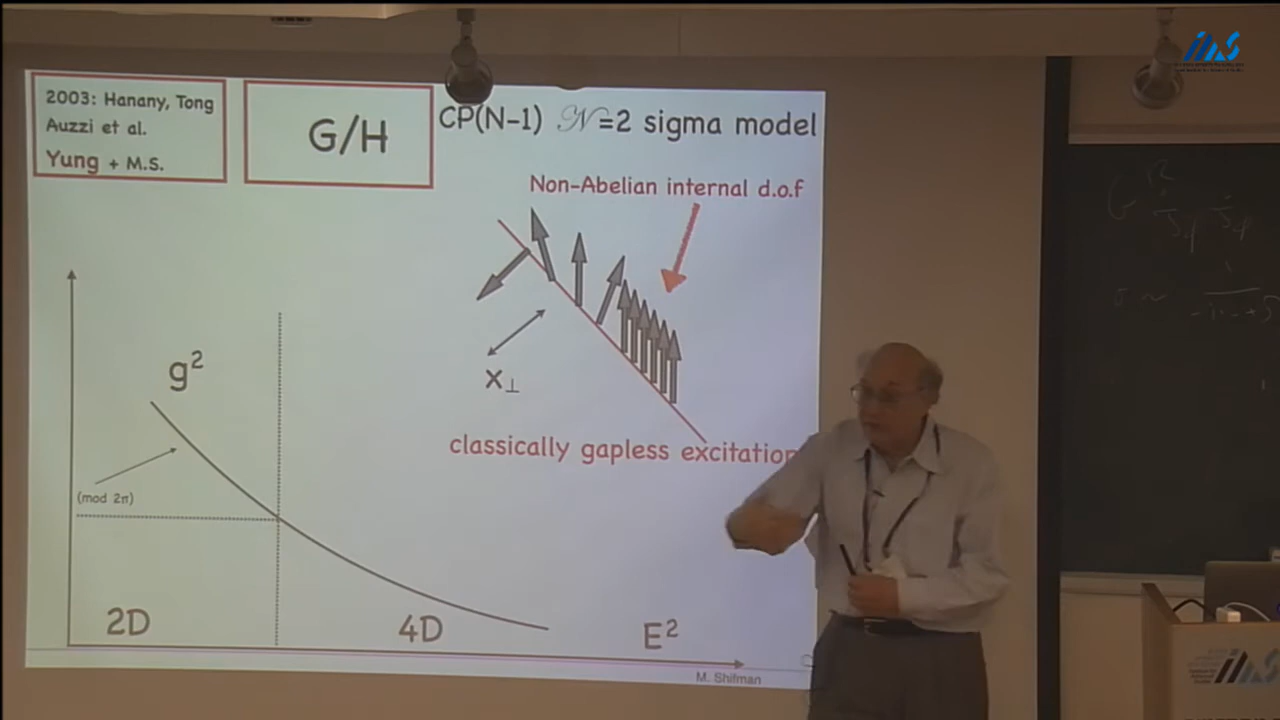 2003: Hanany, Tong
Auzzi et al.
Yung + M.S.
G/H
CP(N-1) 𝒩=2 sigma model
Non-Abelian internal d.o.f
x⊥
classically gapless excitation
g²
(mod 2π)
2D
4D
E²
M. Shifman